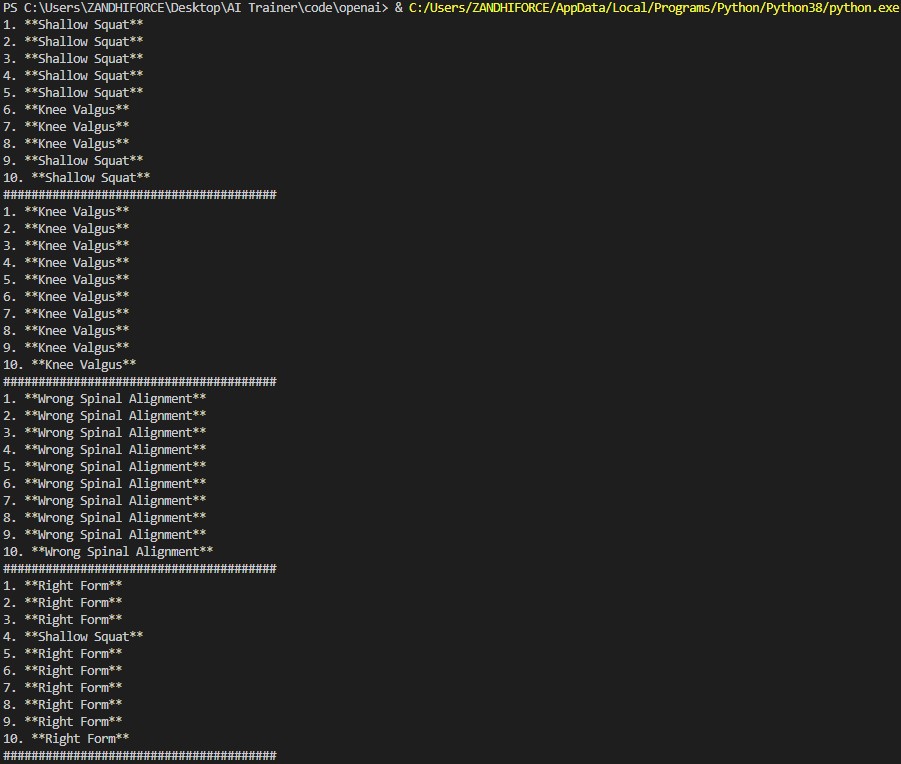 PS C:\Users\ZANDHIFORCE\Desktop\AI Trainer\code\openai> & C:/Users/ZANDHIFORCE/AppData/Local/Programs/Python/Python38/python.exe
1. **Shallow Squat**
2. **Shallow Squat**
3. **Shallow Squat**
4. **Shallow Squat**
5. **Shallow Squat**
6. **Knee Valgus**
7. **Knee Valgus**
8. **Knee Valgus**
9. **Shallow Squat**
10. **Shallow Squat**
#######################################
1. **Knee Valgus**
2. **Knee Valgus**
3. **Knee Valgus**
4. **Knee Valgus**
5. **Knee Valgus**
6. **Knee Valgus**
7. **Knee Valgus**
8. **Knee Valgus**
9. **Knee Valgus**
10. **Knee Valgus**
#######################################
1. **Wrong Spinal Alignment**
2. **Wrong Spinal Alignment**
3. **Wrong Spinal Alignment**
4. **Wrong Spinal Alignment**
5. **Wrong Spinal Alignment**
6. **Wrong Spinal Alignment**
7. **Wrong Spinal Alignment**
8. **Wrong Spinal Alignment**
9. **Wrong Spinal Alignment**
10. **Wrong Spinal Alignment**
#######################################
1. **Right Form**
2. **Right Form**
3. **Right Form**
4. **Shallow Squat**
5. **Right Form**
6. **Right Form**
7. **Right Form**
8. **Right Form**
9. **Right Form**
10. **Right Form**
#######################################